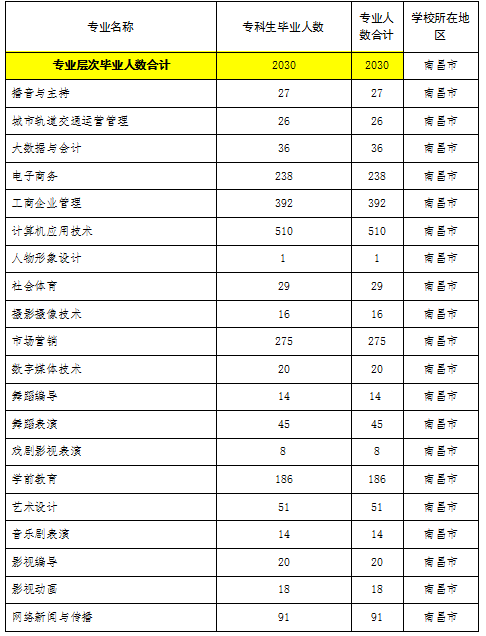 专业名称 专科生毕业人数 专业人数合计 学校所在地区
专业层次毕业人数合计 2030 2030 南昌市
播音与主持 27 27 南昌市
城市轨道交通运营管理 26 26 南昌市
大数据与会计 36 36 南昌市
电子商务 238 238 南昌市
工商企业管理 392 392 南昌市
计算机应用技术 510 510 南昌市
人物形象设计 1 1 南昌市
社会体育 29 29 南昌市
摄影摄像技术 16 16 南昌市
市场营销 275 275 南昌市
数字媒体技术 20 20 南昌市
舞蹈编导 14 14 南昌市
舞蹈表演 45 45 南昌市
戏剧影视表演 8 8 南昌市
学前教育 186 186 南昌市
艺术设计 51 51 南昌市
音乐剧表演 14 14 南昌市
影视编导 20 20 南昌市
影视动画 18 18 南昌市
网络新闻与传播 91 91 南昌市